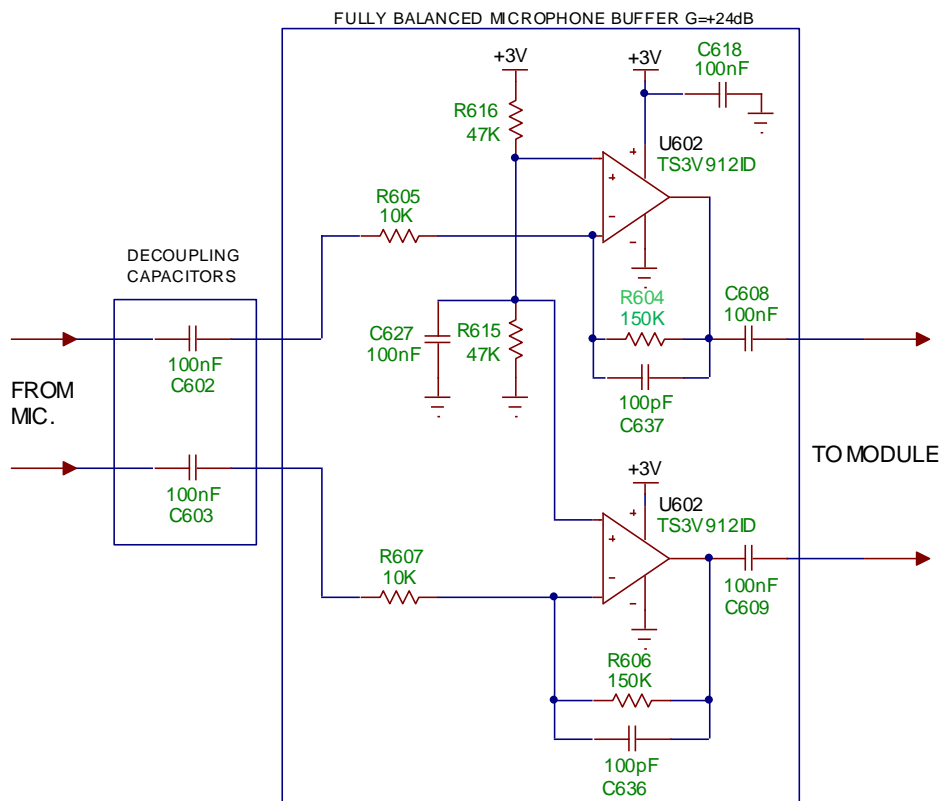 FULLY BALANCED MICROPHONE BUFFER G=+24dB
+3V
+3V
C618
100nF
R616
47K
U602
TS3V912ID
+
-
+
-
R605
10K
DECOUPLING
CAPACITORS
100nF
C602
FROM
MIC.
100nF
C603
C627
100nF
R615
47K
R604
150K
C608
100nF
100pF
C637
TO MODULE
+3V
U602
TS3V912ID
+
-
+
-
R607
10K
100nF
C609
R606
150K
100pF
C636